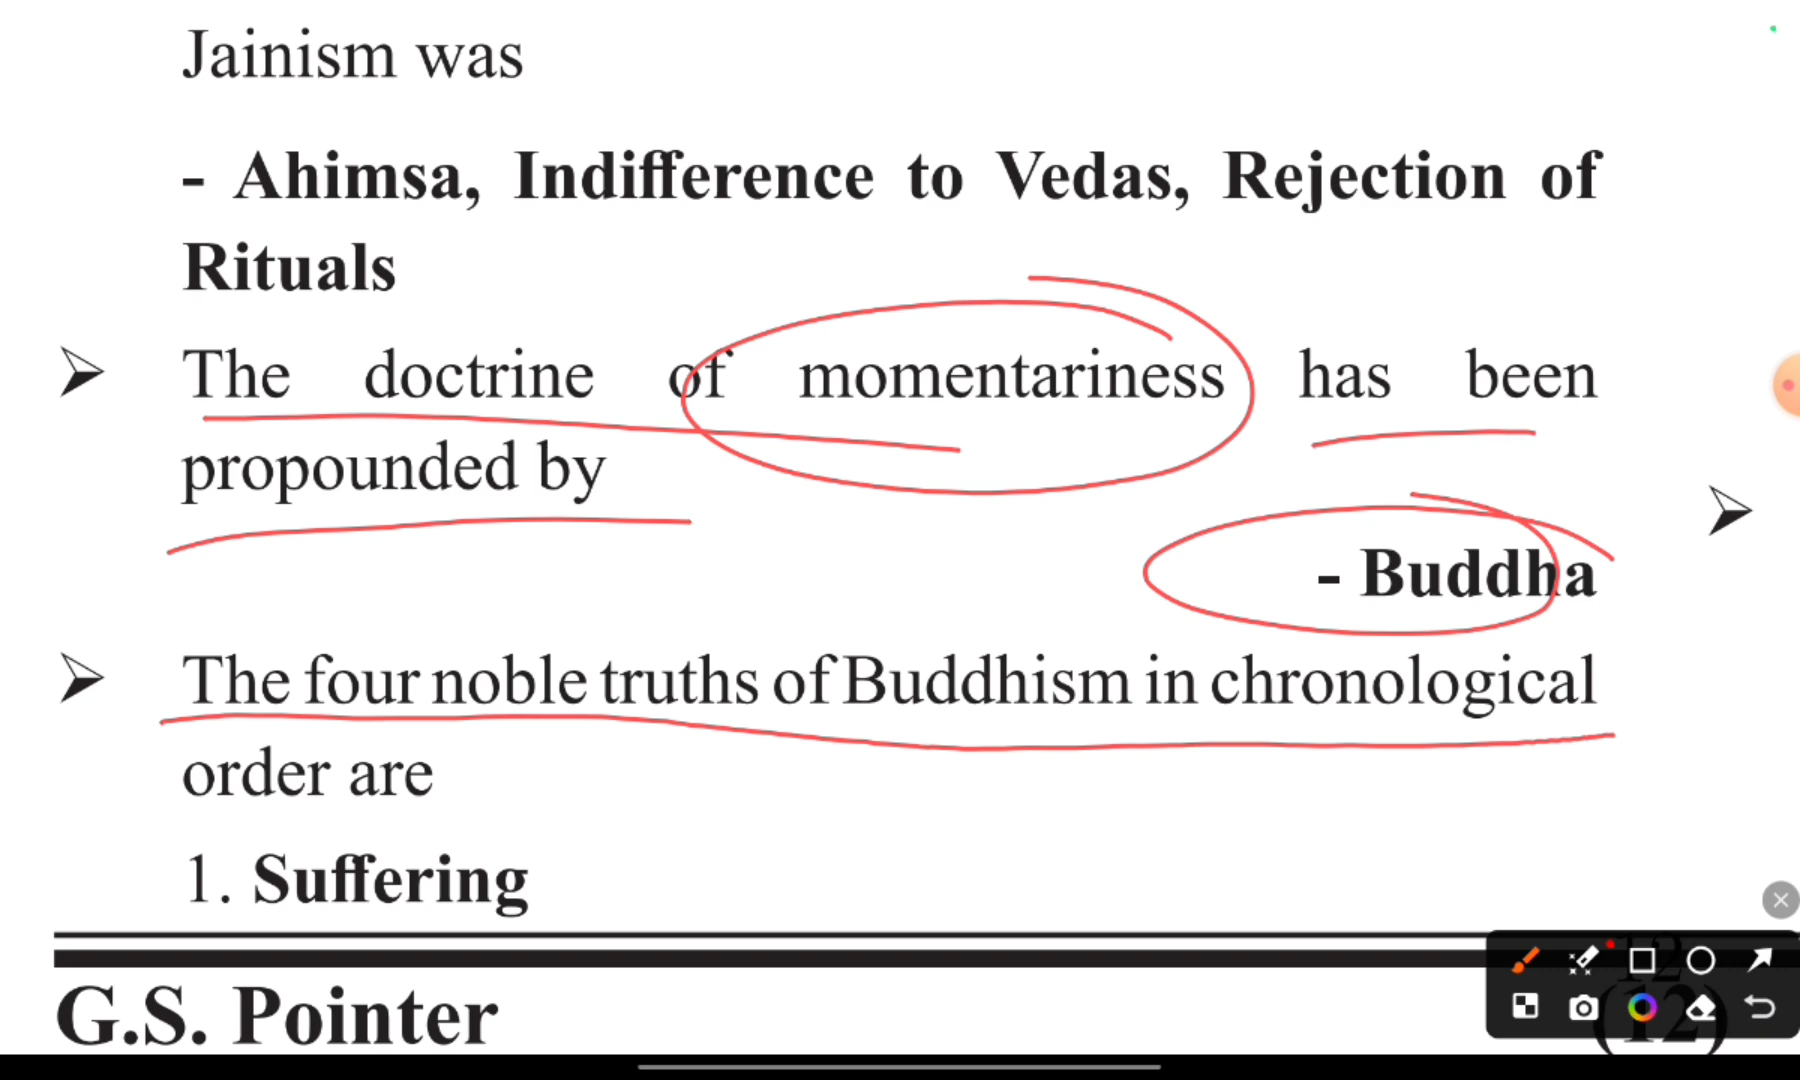 Jainism was
- Ahimsa, Indifference to Vedas, Rejection of
Rituals
➢ The doctrine of momentariness has been
propounded by
- Buddha
➢ The four noble truths of Buddhism in chronological
order are
1. Suffering
G.S. Pointer
(12)